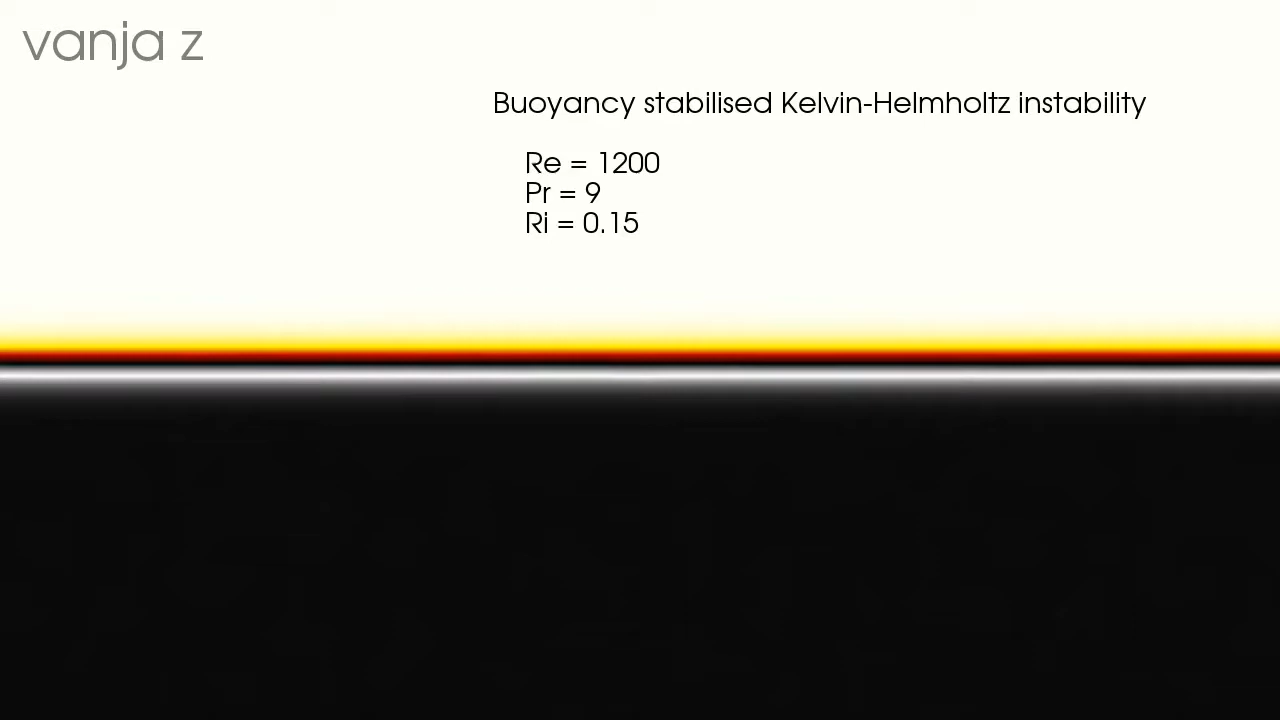 vanja z
Buoyancy stabilised Kelvin-Helmholtz instability
Re = 1200
Pr = 9
Ri = 0.15